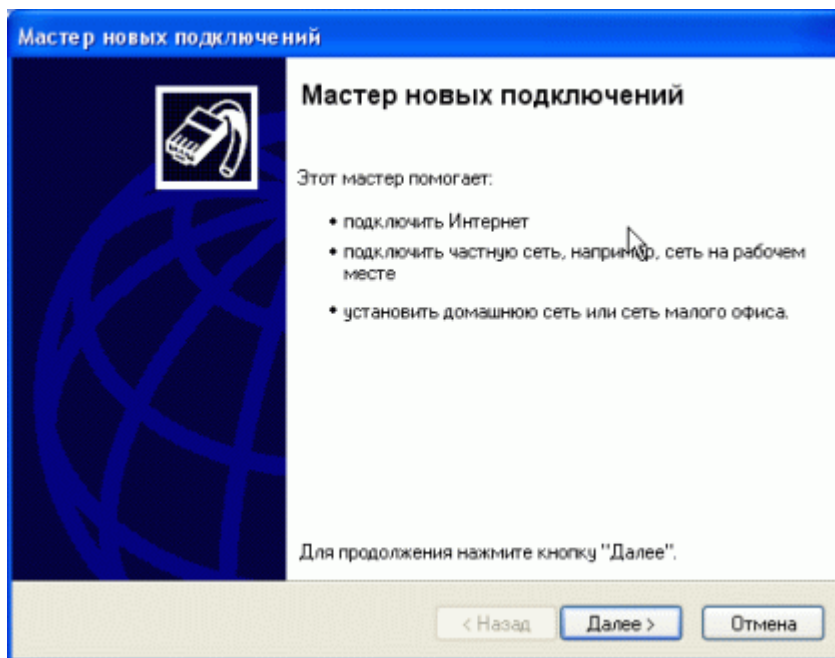 Мастер новых подключений
Мастер новых подключений
Этот мастер помогает:
• подключить Интернет
• подключить частную сеть, например, сеть на рабочем
месте
• установить домашнюю сеть или сеть малого офиса.
Для продолжения нажмите кнопку "Далее".
< Назад Далее > Отмена